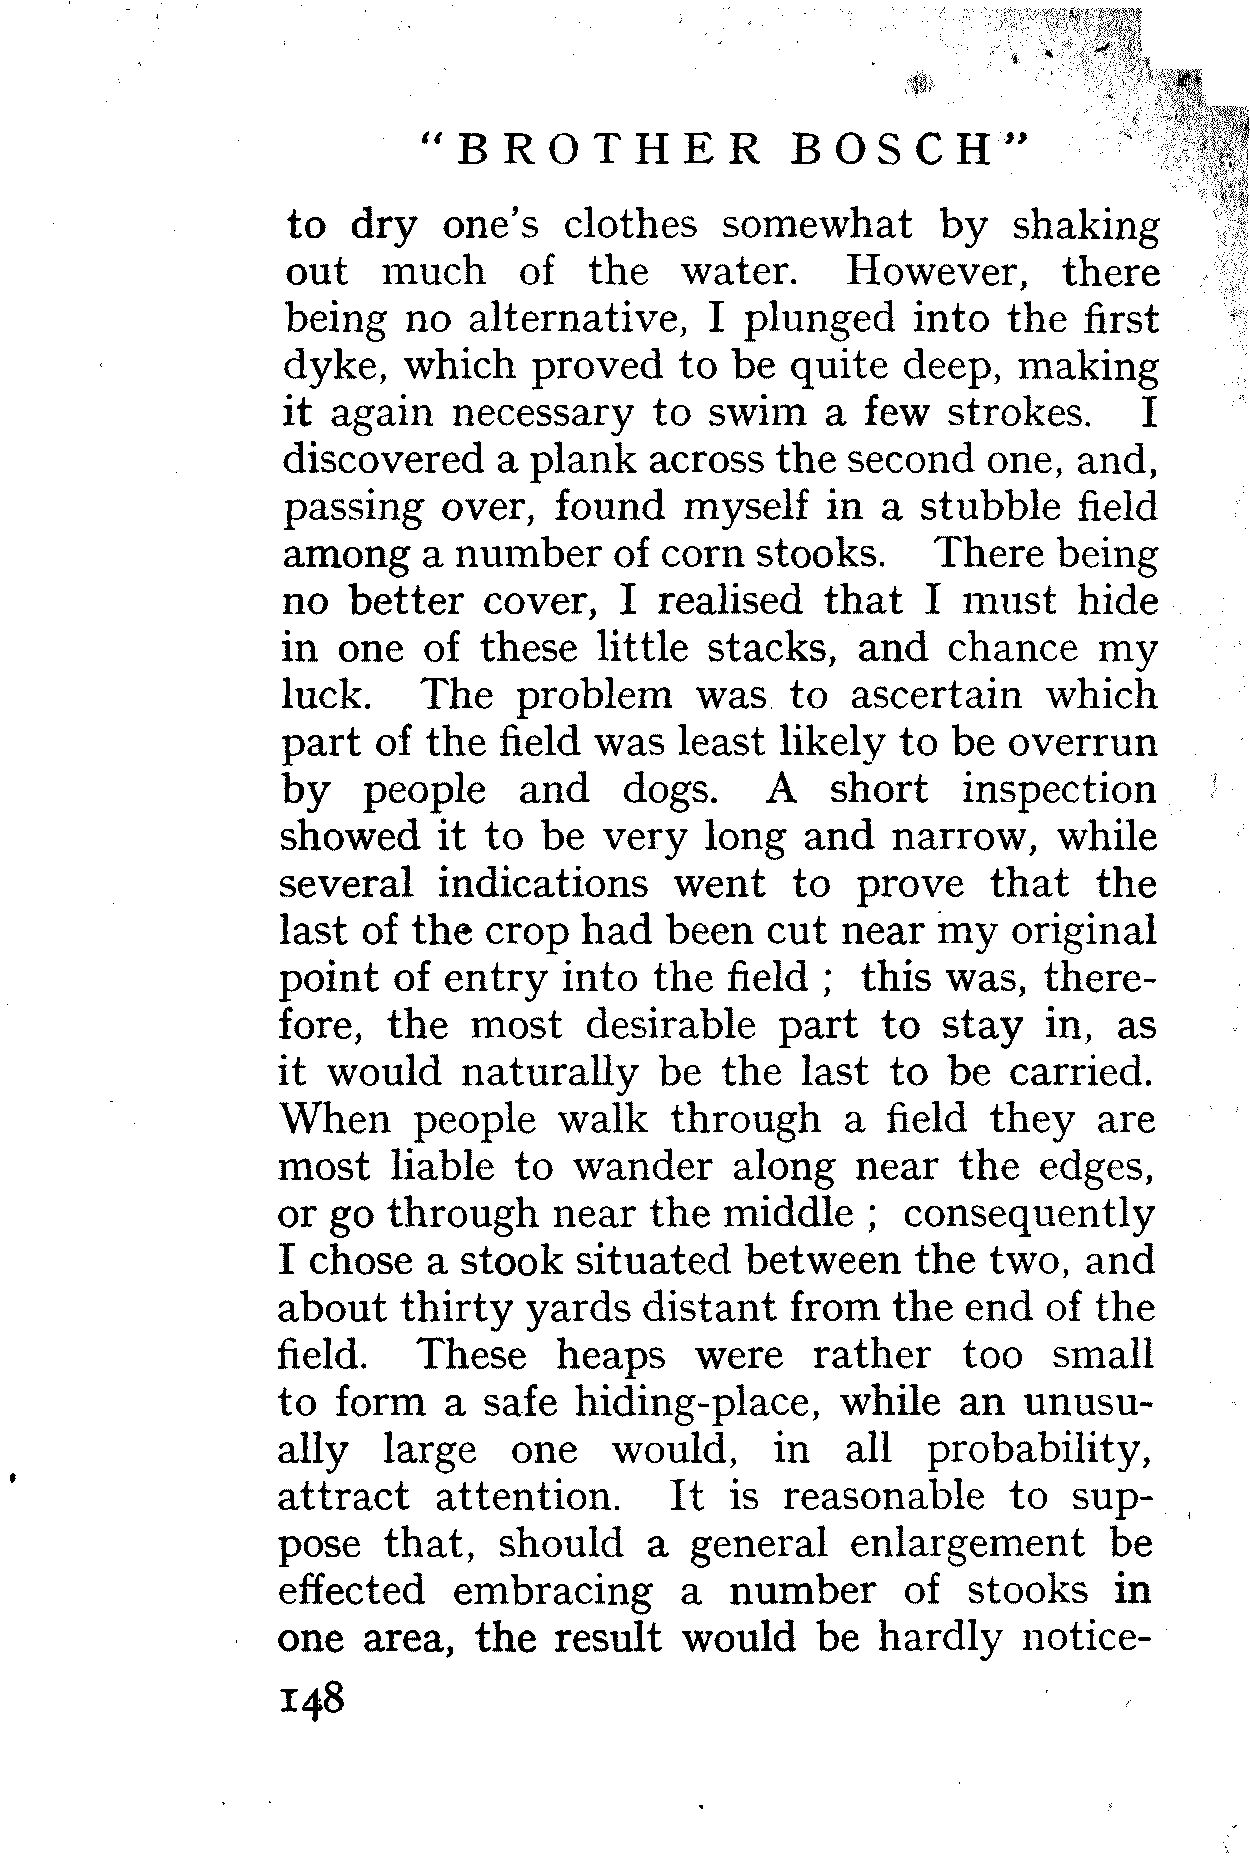 "BROTHER BOSCH"
to dry one's clothes somewhat by shaking
out much of the water. However, there
being no alternative, I plunged into the first
dyke, which proved to be quite deep, making
it again necessary to swim a few strokes. I
discovered a plank across the second one, and,
passing over, found myself in a stubble field
among a number of corn stooks. There being
no better cover, I realised that I must hide
in one of these little stacks, and chance my
luck. The problem was to ascertain which
part of the field was least likely to be overrun
by people and dogs. A short inspection
showed it to be very long and narrow, while
several indications went to prove that the
last of the crop had been cut near my original
point of entry into the field ; this was, there-
fore, the most desirable part to stay in, as
it would naturally be the last to be carried.
When people walk through a field they are
most liable to wander along near the edges,
or go through near the middle ; consequently
I chose a stook situated between the two, and
about thirty yards distant from the end of the
field. These heaps were rather too small
to form a safe hiding-place, while an unusu-
ally large one would, in all probability,
attract attention. It is reasonable to sup-
pose that, should a general enlargement be
effected embracing a number of stooks in
one area, the result would be hardly notice-
148